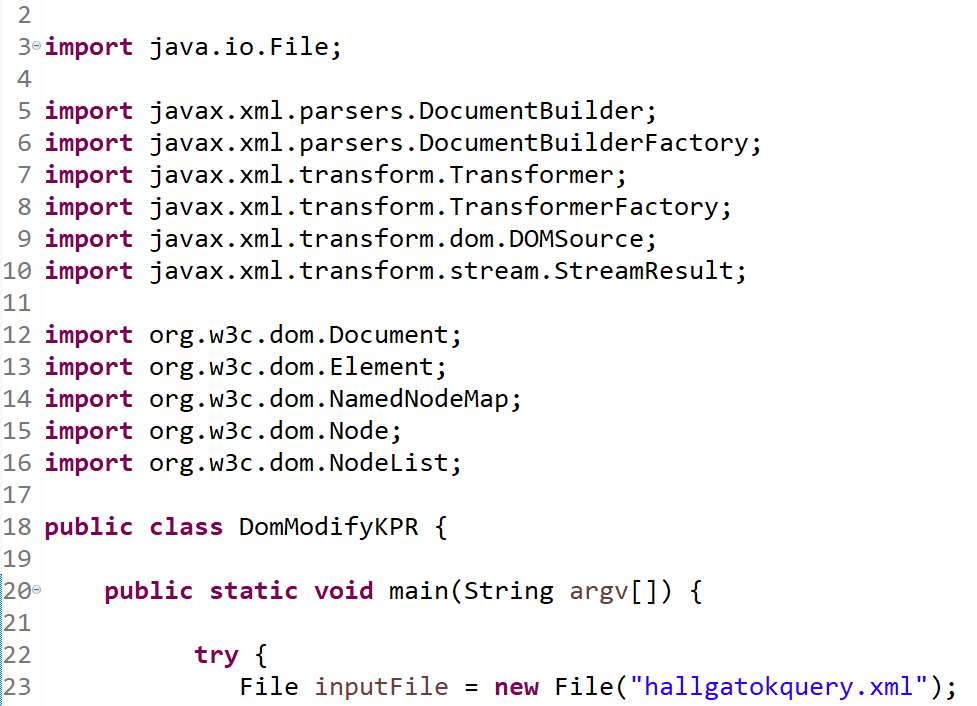 2
3 import java.io.File;
4
5 import javax.xml.parsers.DocumentBuilder;
6 import javax.xml.parsers.DocumentBuilderFactory;
7 import javax.xml.transform.Transformer;
8 import javax.xml.transform.TransformerFactory;
9 import javax.xml.transform.dom.DOMSource;
10 import javax.xml.transform.stream.StreamResult;
11
12 import org.w3c.dom.Document;
13 import org.w3c.dom.Element;
14 import org.w3c.dom.NamedNodeMap;
15 import org.w3c.dom.Node;
16 import org.w3c.dom.NodeList;
17
18 public class DomModifyKPR {
19
20     public static void main(String argv[]) {
21
22           try {
23              File inputFile = new File("hallgatokquery.xml");